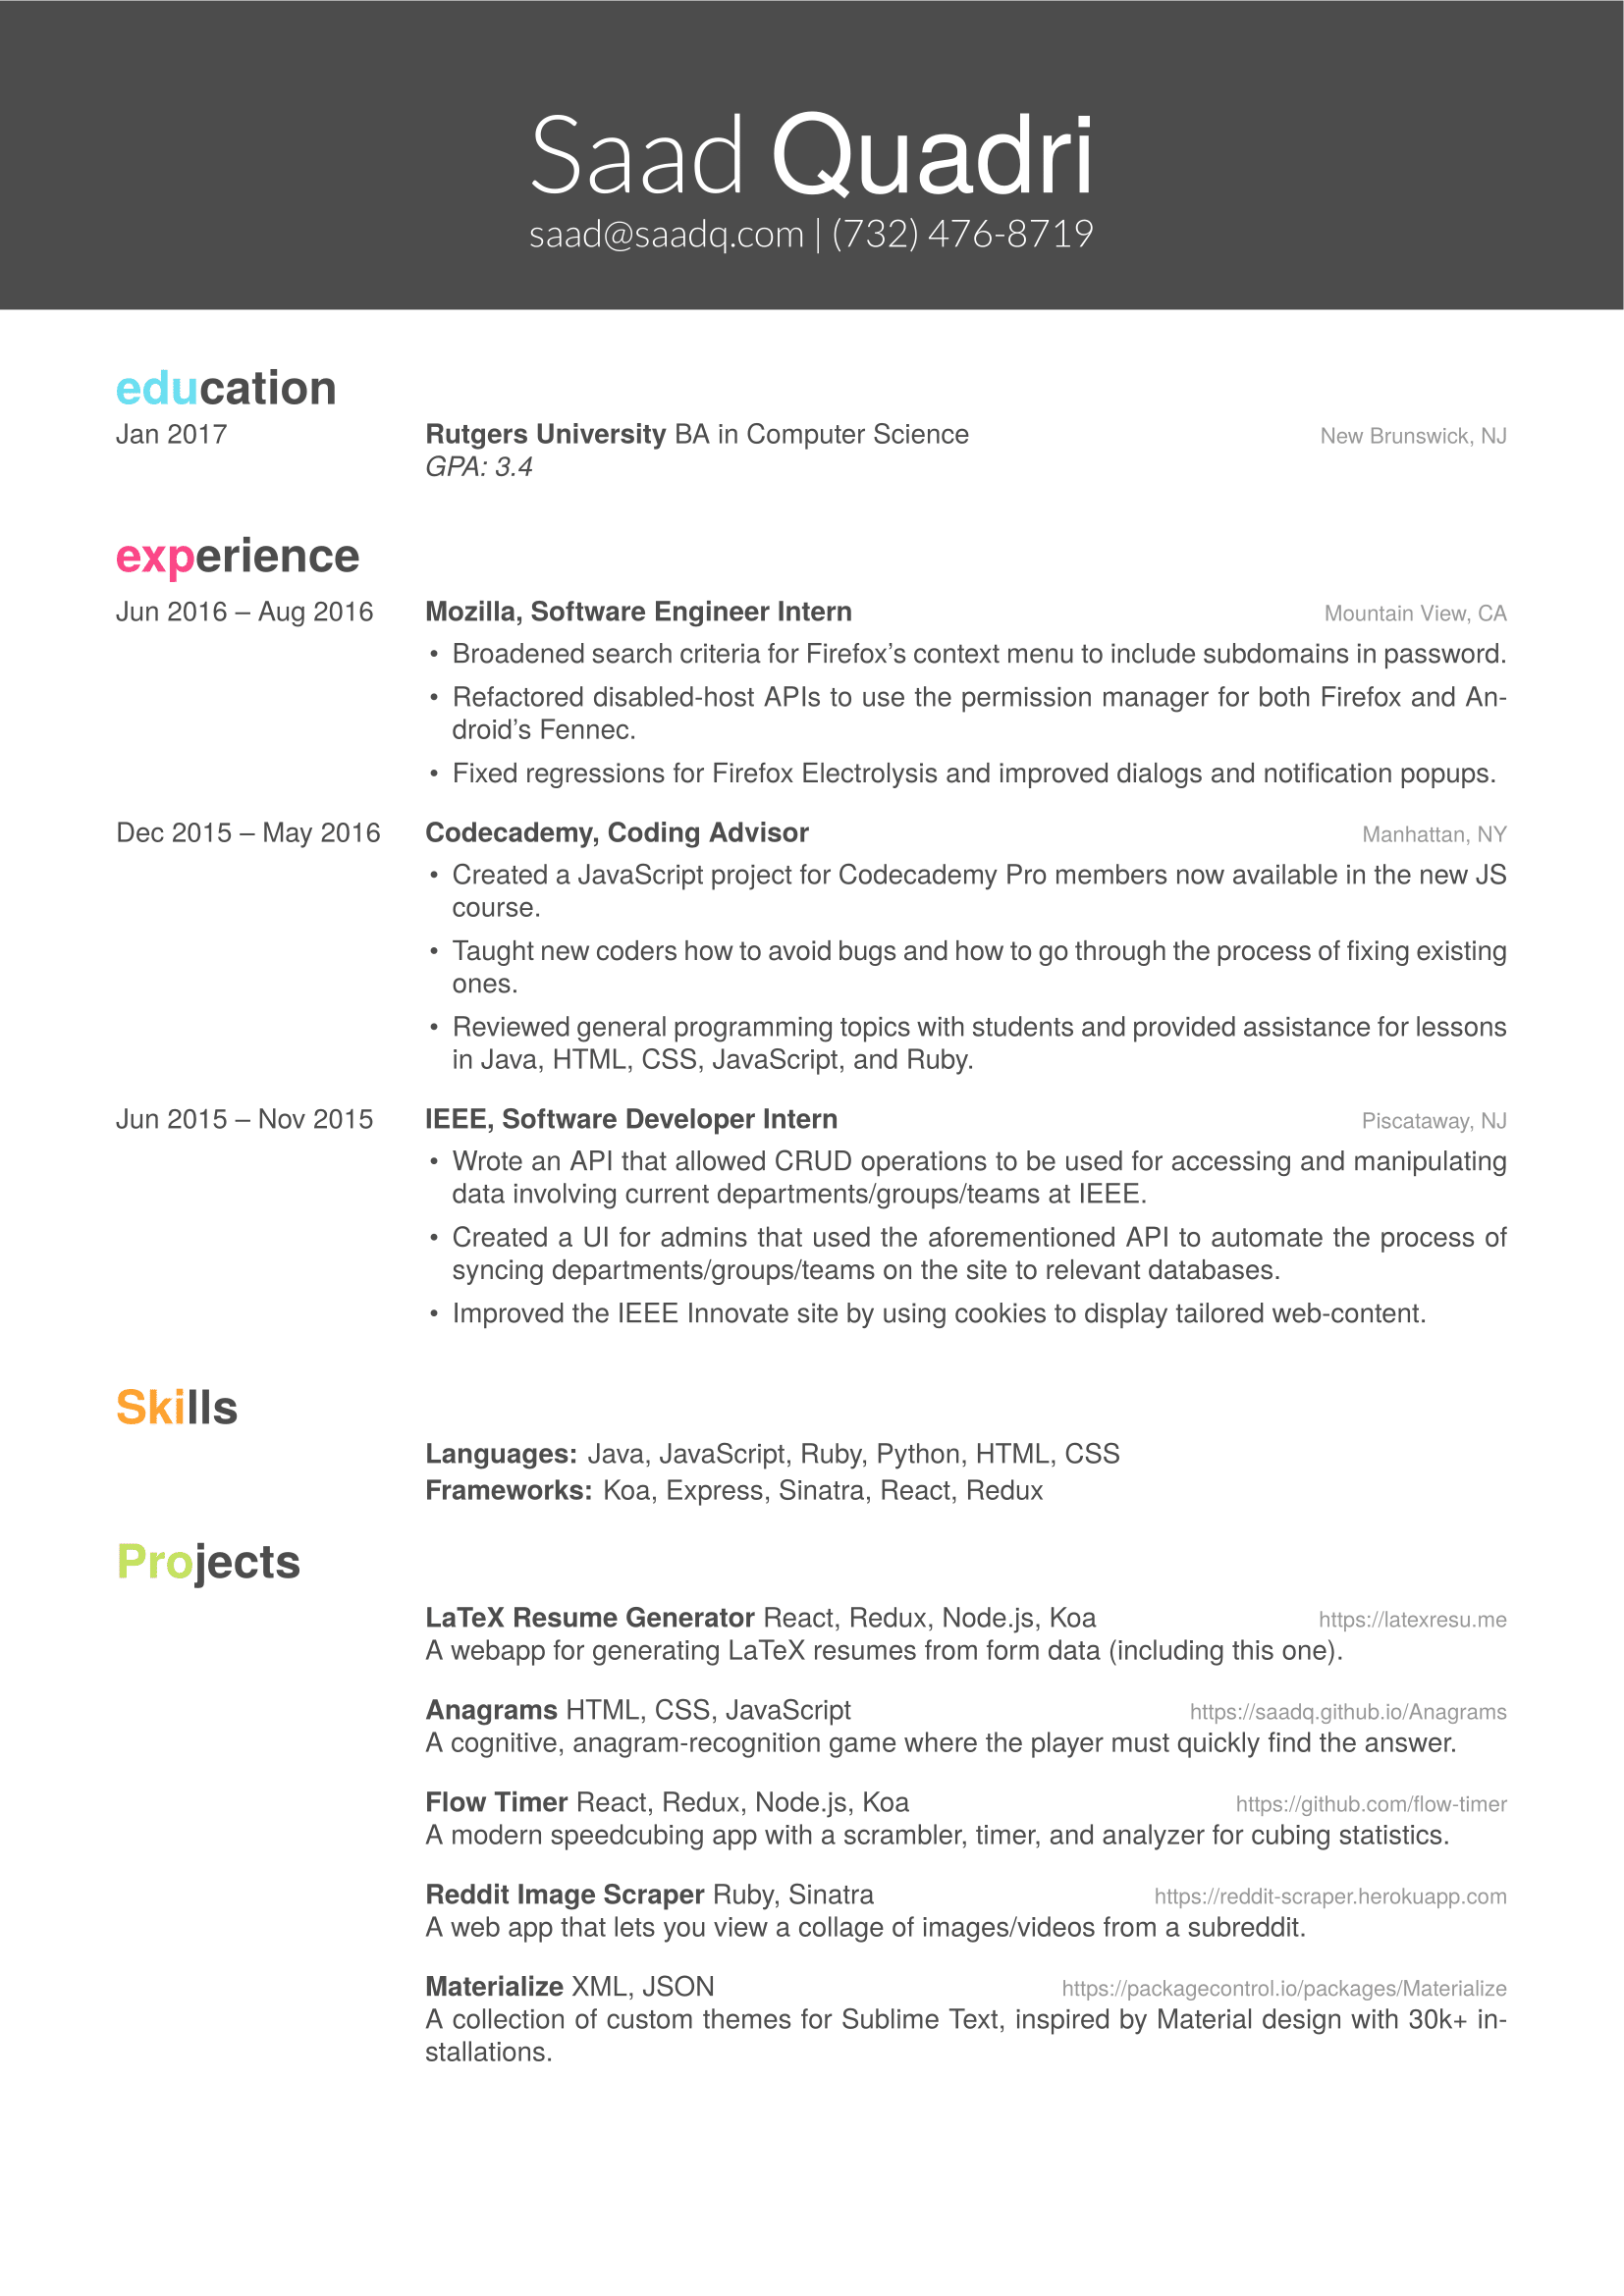 Saad Quadri
saad@saadq.com | (732) 476-8719
education
Jan 2017 Rutgers University BA in Computer Science New Brunswick, NJ
GPA: 3.4
experience
Jun 2016 – Aug 2016 Mozilla, Software Engineer Intern Mountain View, CA
• Broadened search criteria for Firefox's context menu to include subdomains in password.
• Refactored disabled-host APIs to use the permission manager for both Firefox and An-
droid's Fennec.
• Fixed regressions for Firefox Electrolysis and improved dialogs and notification popups.
Dec 2015 – May 2016 Codecademy, Coding Advisor Manhattan, NY
• Created a JavaScript project for Codecademy Pro members now available in the new JS
course.
• Taught new coders how to avoid bugs and how to go through the process of fixing existing
ones.
• Reviewed general programming topics with students and provided assistance for lessons
in Java, HTML, CSS, JavaScript, and Ruby.
Jun 2015 – Nov 2015 IEEE, Software Developer Intern Piscataway, NJ
• Wrote an API that allowed CRUD operations to be used for accessing and manipulating
data involving current departments/groups/teams at IEEE.
• Created a UI for admins that used the aforementioned API to automate the process of
syncing departments/groups/teams on the site to relevant databases.
• Improved the IEEE Innovate site by using cookies to display tailored web-content.
Skills
Languages: Java, JavaScript, Ruby, Python, HTML, CSS
Frameworks: Koa, Express, Sinatra, React, Redux
Projects
LaTeX Resume Generator React, Redux, Node.js, Koa https://latexresu.me
A webapp for generating LaTeX resumes from form data (including this one).
Anagrams HTML, CSS, JavaScript https://saadq.github.io/Anagrams
A cognitive, anagram-recognition game where the player must quickly find the answer.
Flow Timer React, Redux, Node.js, Koa https://github.com/flow-timer
A modern speedcubing app with a scrambler, timer, and analyzer for cubing statistics.
Reddit Image Scraper Ruby, Sinatra https://reddit-scraper.herokuapp.com
A web app that lets you view a collage of images/videos from a subreddit.
Materialize XML, JSON https://packagecontrol.io/packages/Materialize
A collection of custom themes for Sublime Text, inspired by Material design with 30k+ in-
stallations.